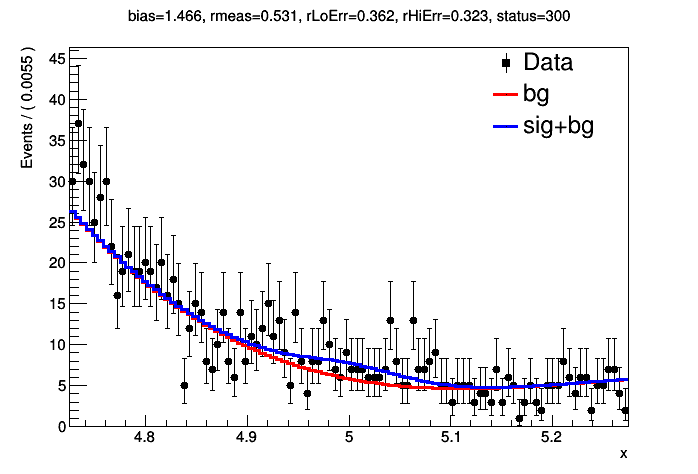 bias=1.466, rmeas=0.531, rLoErr=0.362, rHiErr=0.323, status=300
Events / ( 0.0055 )
45
40
35
30
25
20
15
10
5
0
Data
bg
sig+bg
4.8 4.9 5 5.1 5.2
x